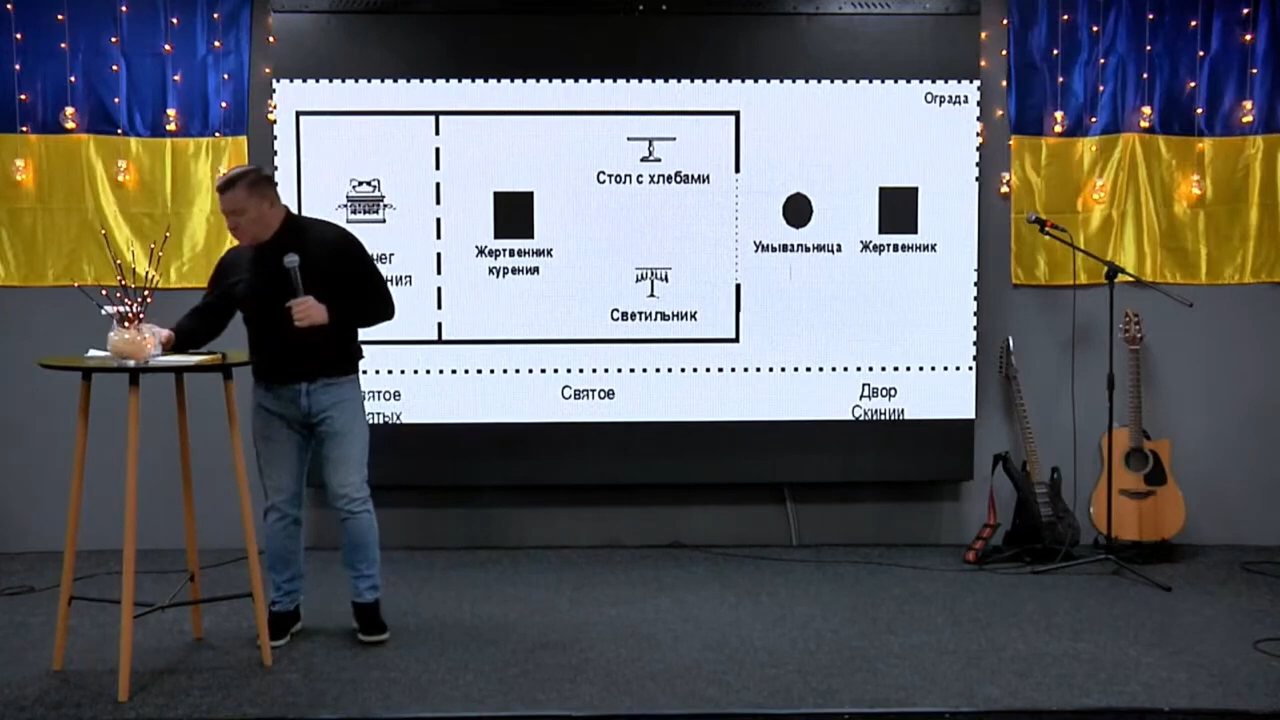 Ограда
Стол с хлебами
Жертвенник
курения
Умывальница
Жертвенник
Светильник
Святое
Двор
Скинии